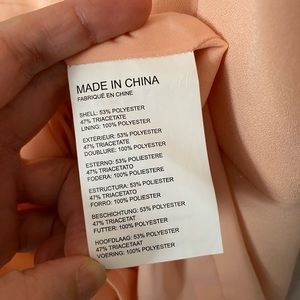 MADE IN CHINA
FABRIQUÉ EN CHINE
SHELL: 53% POLYESTER
47% TRIACETATE
LINING: 100% POLYESTER
EXTÉRIEUR: 53% POLYESTER
47% TRIACETATE
DOUBLURE: 100% POLYESTER
ESTERNO: 53% POLIESTERE
47% TRIACETATO
FODERA: 100% POLIESTERE
ESTRUCTURA: 53% POLIÉSTER
47% TRIACETATO
FORRO: 100% POLIÉSTER
BESCHICHTUNG: 53% POLYESTER
47% TRIACETAT
FUTTER: 100% POLYESTER
HOOFDLAAG: 53% POLYESTER
47% TRIACETAAT
VOERING: 100% POLYESTER